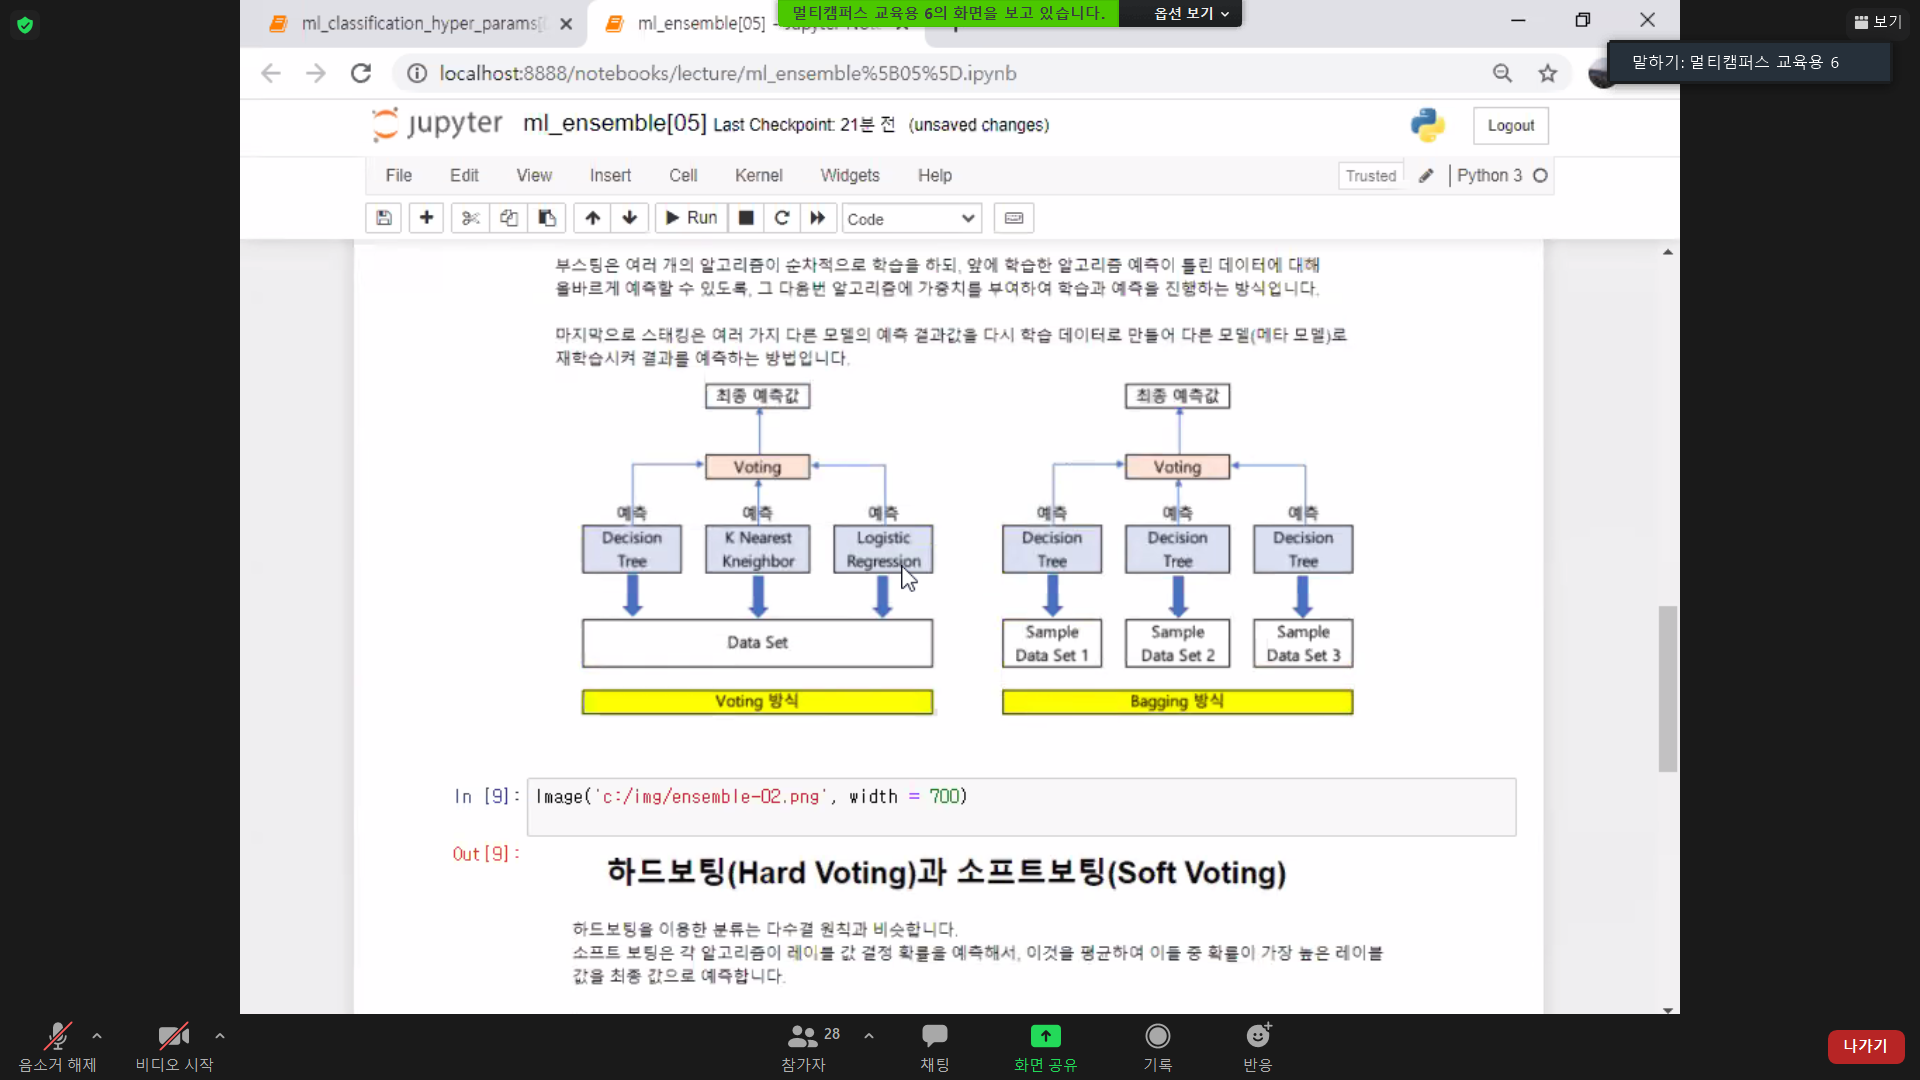 ml_classification_hyper_params[
ml_ensemble[05] -
멀티캠퍼스 교육용 6의 화면을 보고 있습니다.
옵션 보기
보기
말하기: 멀티캠퍼스 교육용 6
localhost:8888/notebooks/lecture/ml_ensemble%5B05%5D.ipynb
jupyter ml_ensemble[05] Last Checkpoint: 21분 전 (unsaved changes)
Logout
File Edit View Insert Cell Kernel Widgets Help
Trusted Python 3
Run Code
부스팅은 여러 개의 알고리즘이 순차적으로 학습을 하되, 앞에 학습한 알고리즘 예측이 틀린 데이터에 대해
올바르게 예측할 수 있도록, 그 다음번 알고리즘에 가중치를 부여하여 학습과 예측을 진행하는 방식입니다.
마지막으로 스태킹은 여러 가지 다른 모델의 예측 결과값을 다시 학습 데이터로 만들어 다른 모델(메타 모델)로
재학습시켜 결과를 예측하는 방법입니다.
최종 예측값 최종 예측값
Voting Voting
예측 예측 예측 예측 예측 예측
Decision K Nearest Logistic Decision Decision Decision
Tree Kneighbor Regression Tree Tree Tree
Data Set
Sample Sample Sample
Data Set 1 Data Set 2 Data Set 3
Voting 방식 Bagging 방식
In [9]: Image('c:/img/ensemble-02.png', width = 700)
Out[9]:
하드보팅(Hard Voting)과 소프트보팅(Soft Voting)
하드보팅을 이용한 분류는 다수결 원칙과 비슷합니다.
소프트 보팅은 각 알고리즘이 레이블 값 결정 확률을 예측해서, 이것을 평균하여 이들 중 확률이 가장 높은 레이블
값을 최종 값으로 예측합니다.
28
음소거 해제 비디오 시작 참가자 채팅 화면 공유 기록 반응
나가기